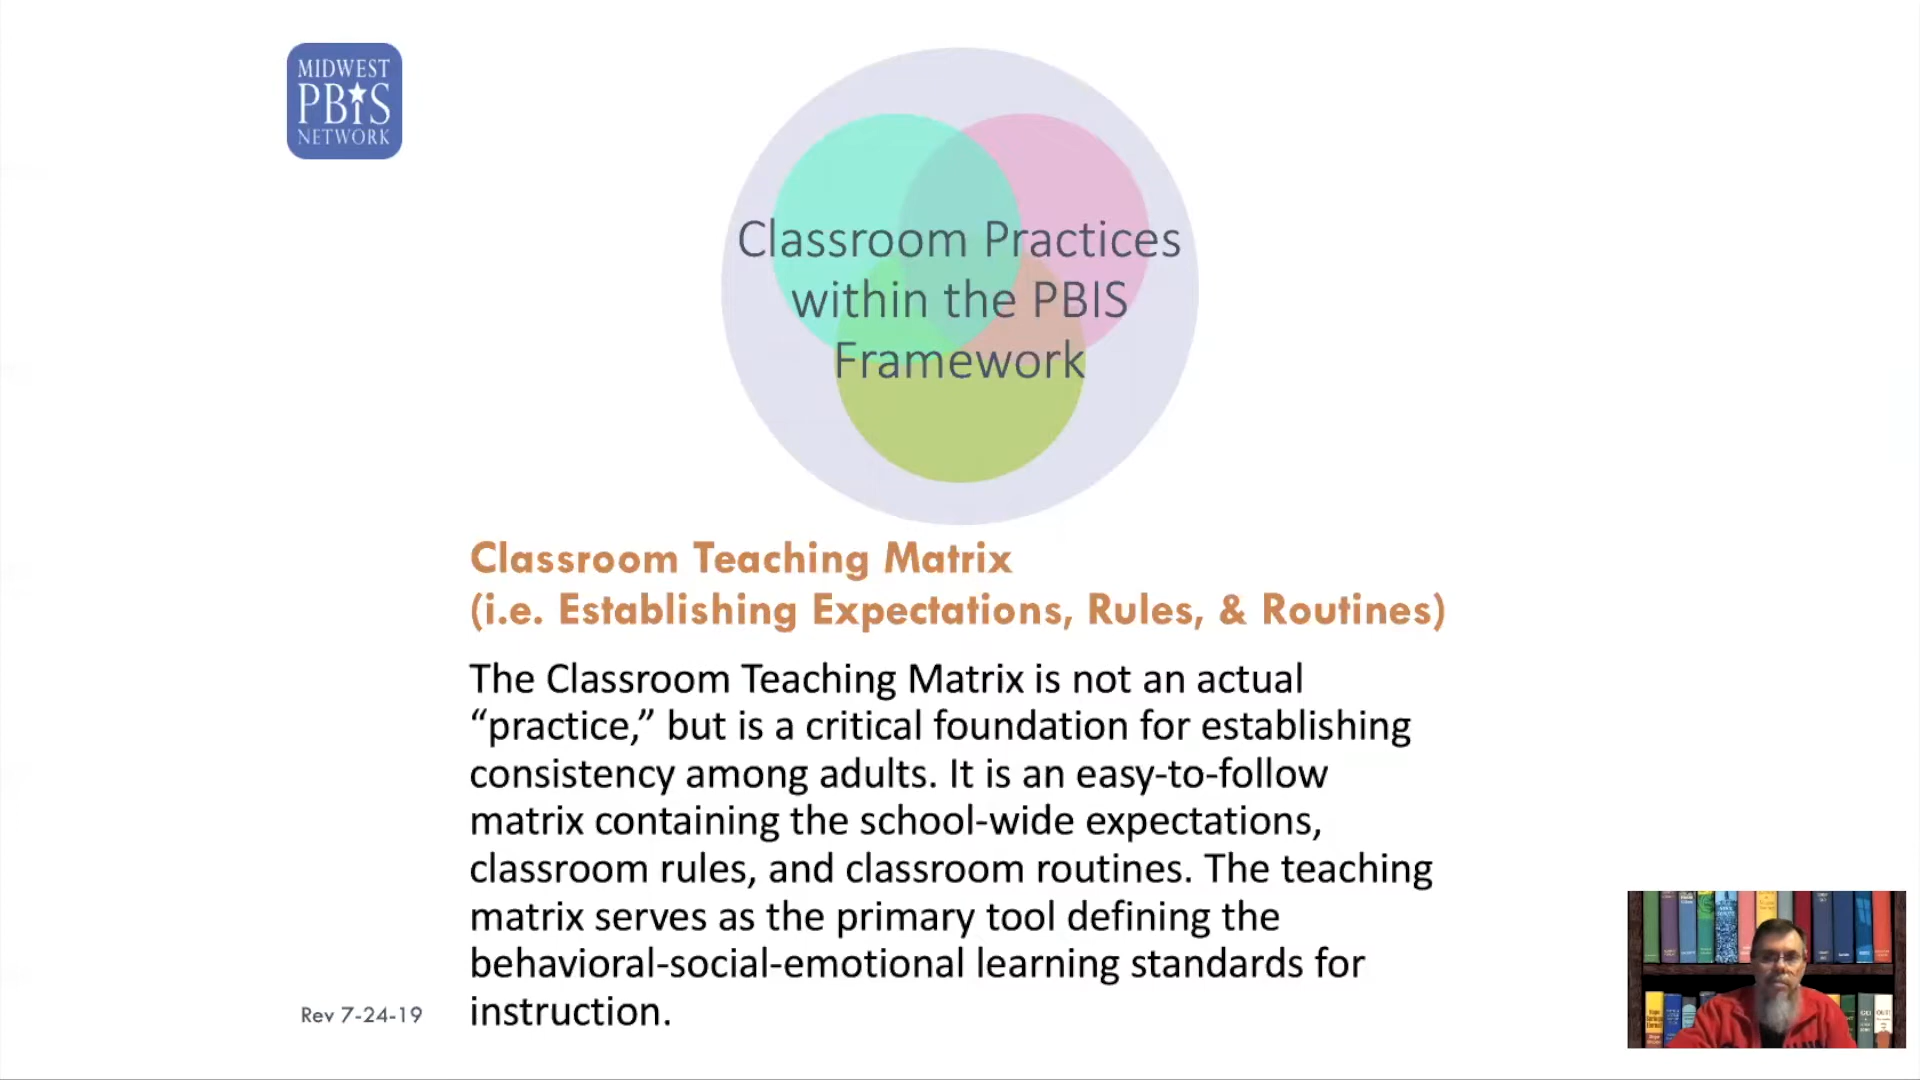 MIDWEST
PBIS
NETWORK
Classroom Practices
within the PBIS
Framework
Classroom Teaching Matrix
(i.e. Establishing Expectations, Rules, & Routines)
The Classroom Teaching Matrix is not an actual
“practice,” but is a critical foundation for establishing
consistency among adults. It is an easy-to-follow
matrix containing the school-wide expectations,
classroom rules, and classroom routines. The teaching
matrix serves as the primary tool defining the
behavioral-social-emotional learning standards for
instruction.
Rev 7-24-19